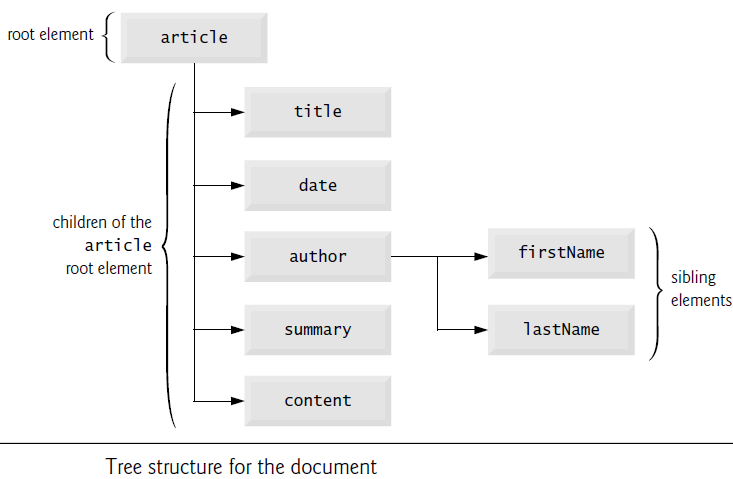 root element
article
title
date
children of the
article
root element
author
firstName
sibling
elements
summary
lastName
content
Tree structure for the document